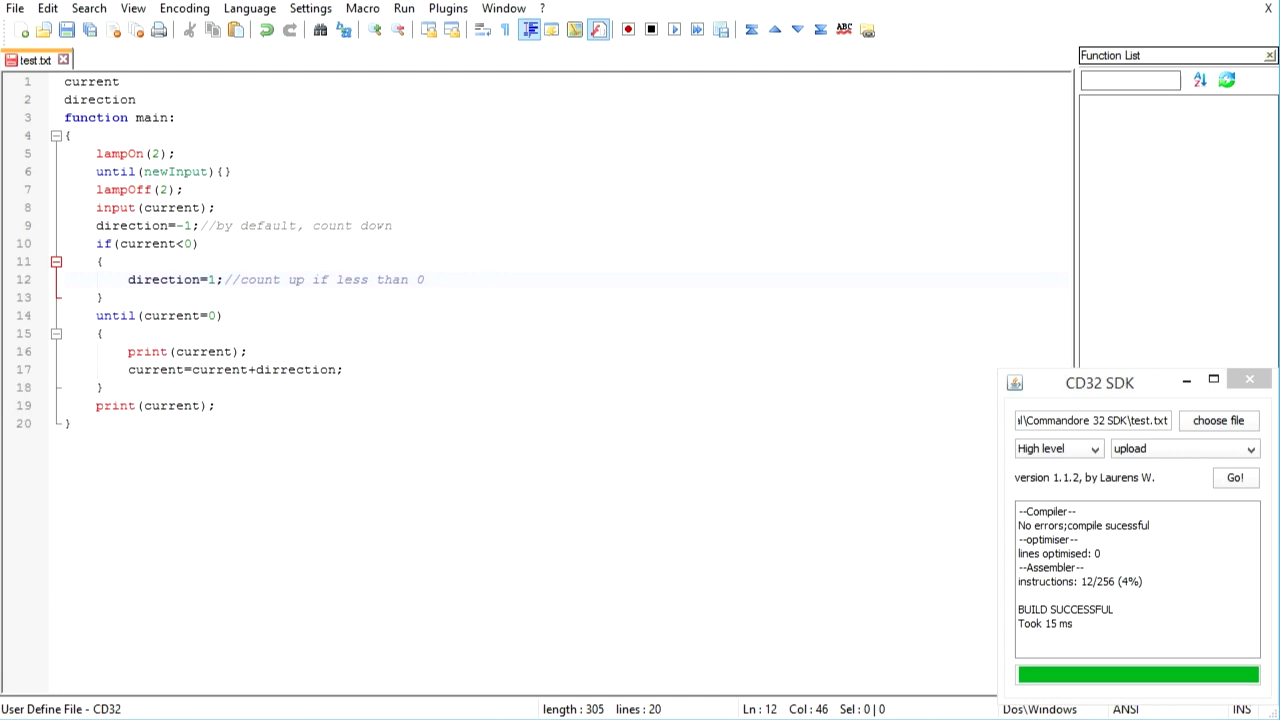 File Edit Search View Encoding Language Settings Macro Run Plugins Window ? X
ABC
test.txt
1 current
2 direction
3 function main:
4 {
5 lampOn(2);
6 until(newInput){}
7 lampOff(2);
8 input(current);
9 direction=-1;//by default, count down
10 if(current<0)
11 {
12 direction=1;//count up if less than 0
13 }
14 until(current=0)
15 {
16 print(current);
17 current=current+dirrection;
18 }
19 print(current);
20 }
Function List
CD32 SDK
ıl\Commandore 32 SDK\test.txt choose file
High level upload
version 1.1.2, by Laurens W. Go!
--Compiler--
No errors;compile sucessful
--optimiser--
lines optimised: 0
--Assembler--
instructions: 12/256 (4%)
BUILD SUCCESSFUL
Took 15 ms
User Define File - CD32 length : 305 lines : 20 Ln : 12 Col : 46 Sel : 0 | 0 Dos\Windows ANSI INS